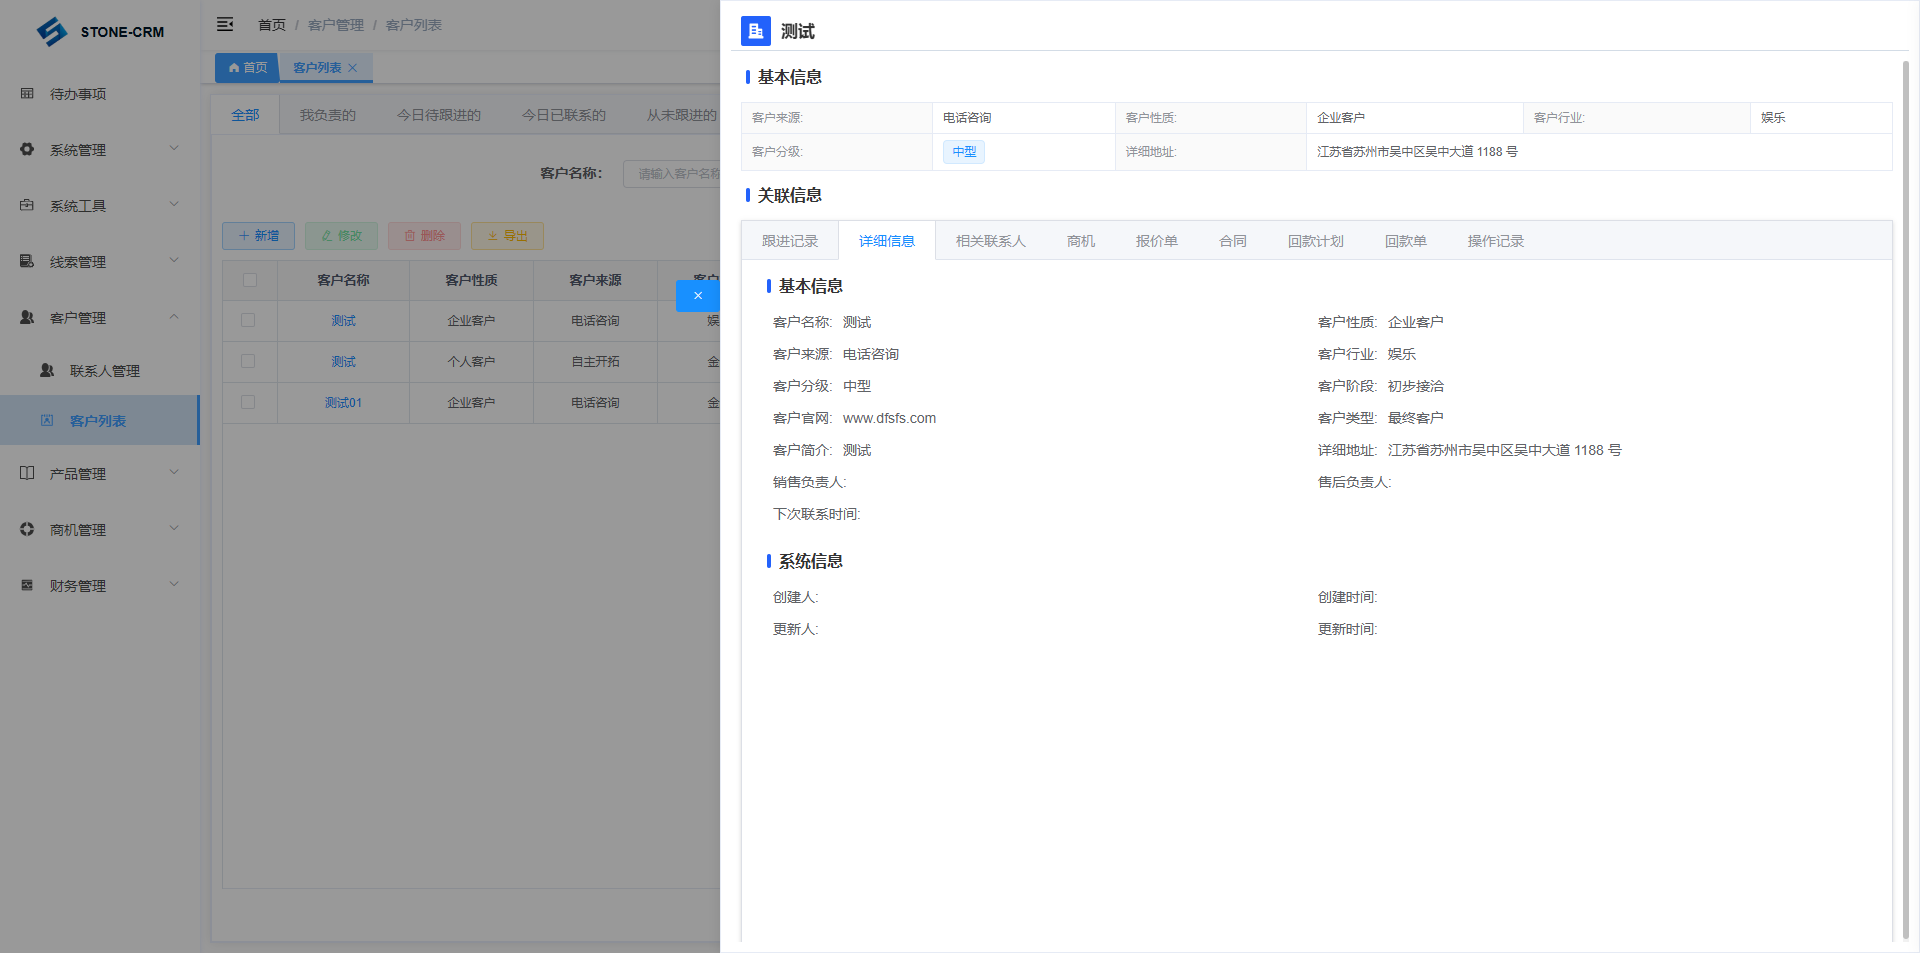 STONE-CRM
待办事项
系统管理
系统工具
线索管理
客户管理
联系人管理
客户列表
产品管理
商机管理
财务管理
首页 / 客户管理 / 客户列表
首页 客户列表
全部 我负责的 今日待跟进的 今日已联系的 从未跟进的
客户名称： 请输入客户名称
新增 修改 删除 导出
客户名称 客户性质 客户来源 客户
测试 企业客户 电话咨询 娱
测试 个人客户 自主开拓 金
测试01 企业客户 电话咨询 金
测试
基本信息
客户来源: 电话咨询 客户性质: 企业客户 客户行业: 娱乐
客户分级: 中型 详细地址: 江苏省苏州市吴中区吴中大道 1188 号
关联信息
跟进记录 详细信息 相关联系人 商机 报价单 合同 回款计划 回款单 操作记录
基本信息
客户名称: 测试 客户性质: 企业客户
客户来源: 电话咨询 客户行业: 娱乐
客户分级: 中型 客户阶段: 初步接洽
客户官网: www.dfsfs.com 客户类型: 最终客户
客户简介: 测试 详细地址: 江苏省苏州市吴中区吴中大道 1188 号
销售负责人: 售后负责人:
下次联系时间:
系统信息
创建人: 创建时间:
更新人: 更新时间: